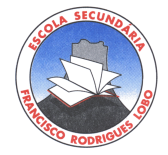 ESCOLA SECUNDÁRIA
FRANCISCO RODRIGUES LOBO